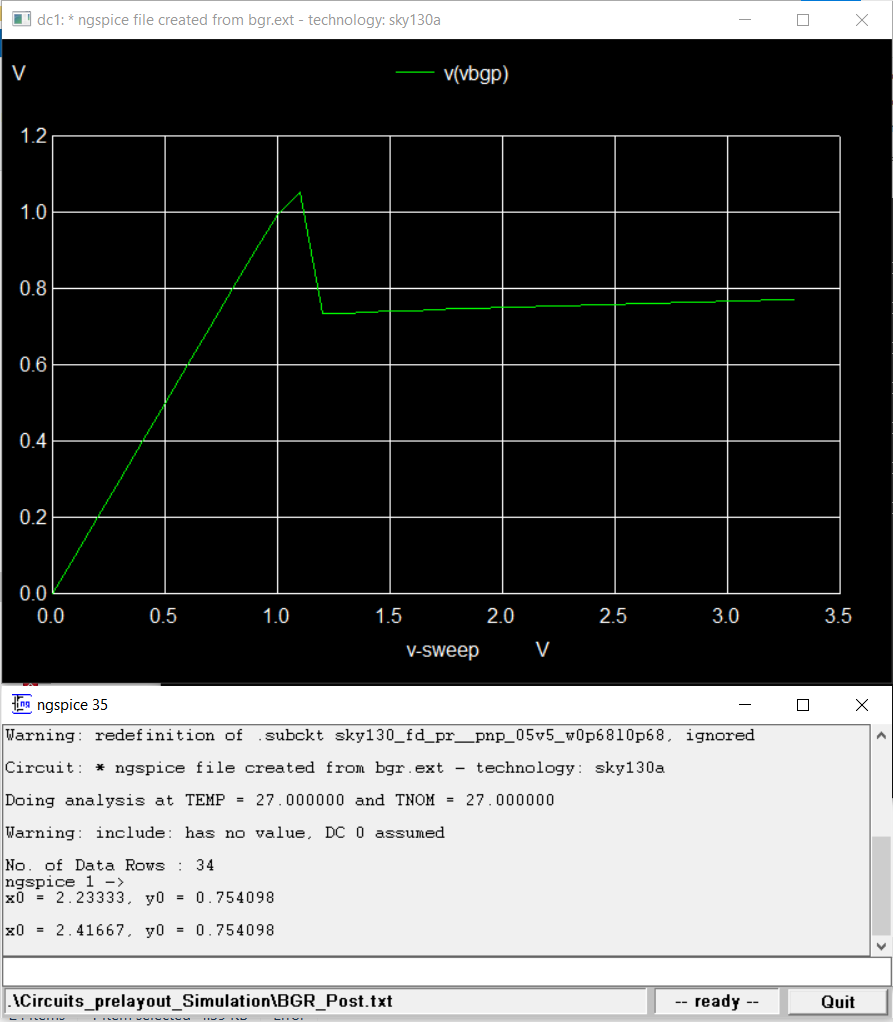 dc1: * ngspice file created from bgr.ext - technology: sky130a
V
v(vbgp)
1.2
1.0
0.8
0.6
0.4
0.2
0.0
0.0 0.5 1.0 1.5 2.0 2.5 3.0 3.5
v-sweep V
ngspice 35
Warning: redefinition of .subckt sky130_fd_pr__pnp_05v5_w0p68l0p68, ignored
Circuit: * ngspice file created from bgr.ext - technology: sky130a
Doing analysis at TEMP = 27.000000 and TNOM = 27.000000
Warning: include: has no value, DC 0 assumed
No. of Data Rows : 34
ngspice 1 ->
x0 = 2.23333, y0 = 0.754098
x0 = 2.41667, y0 = 0.754098
.\Circuits_prelayout_Simulation\BGR_Post.txt
-- ready --
Quit